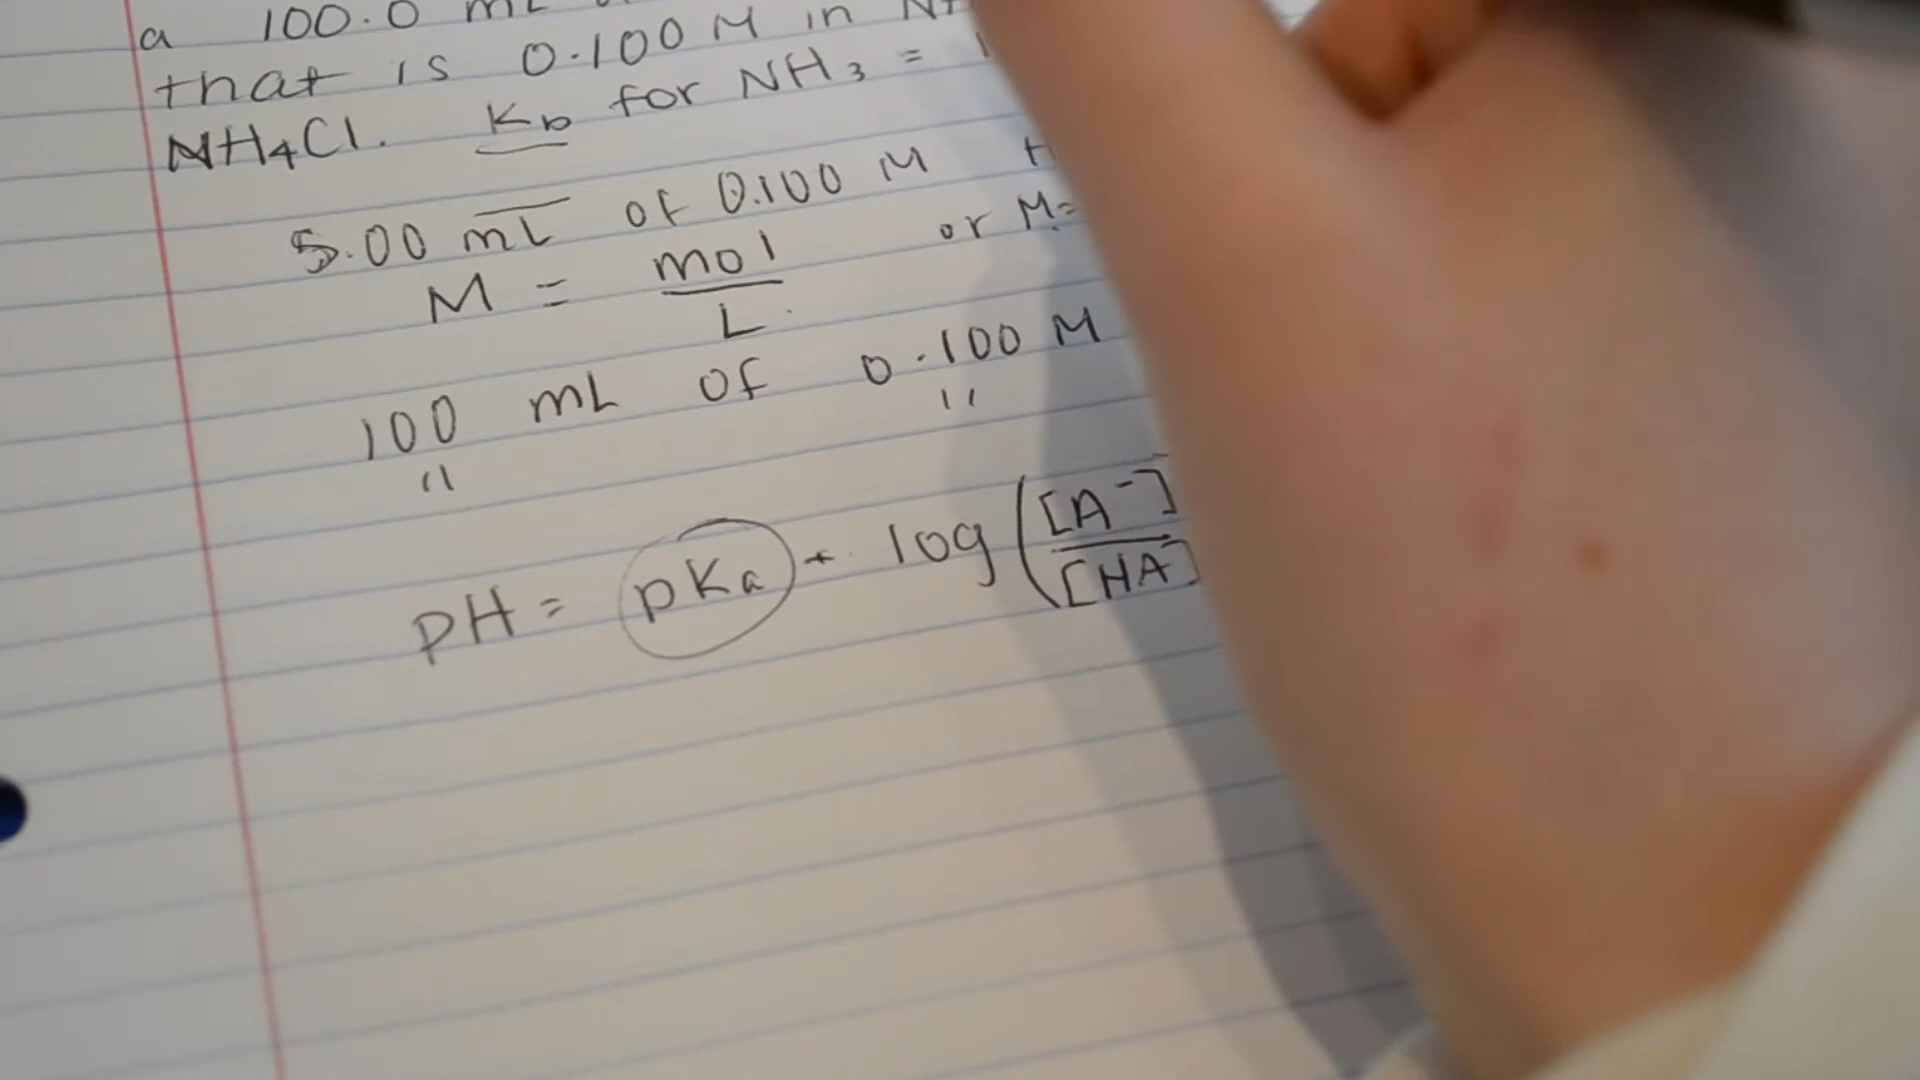 a 100.0 mL
that is 0.100 M in
NH4Cl. Kb for NH3 =
5.00 mL of 0.100 M
M = mol / L or M=
100 mL of 0.100 M
" "
pH = pKa + log ([A-] / [HA]